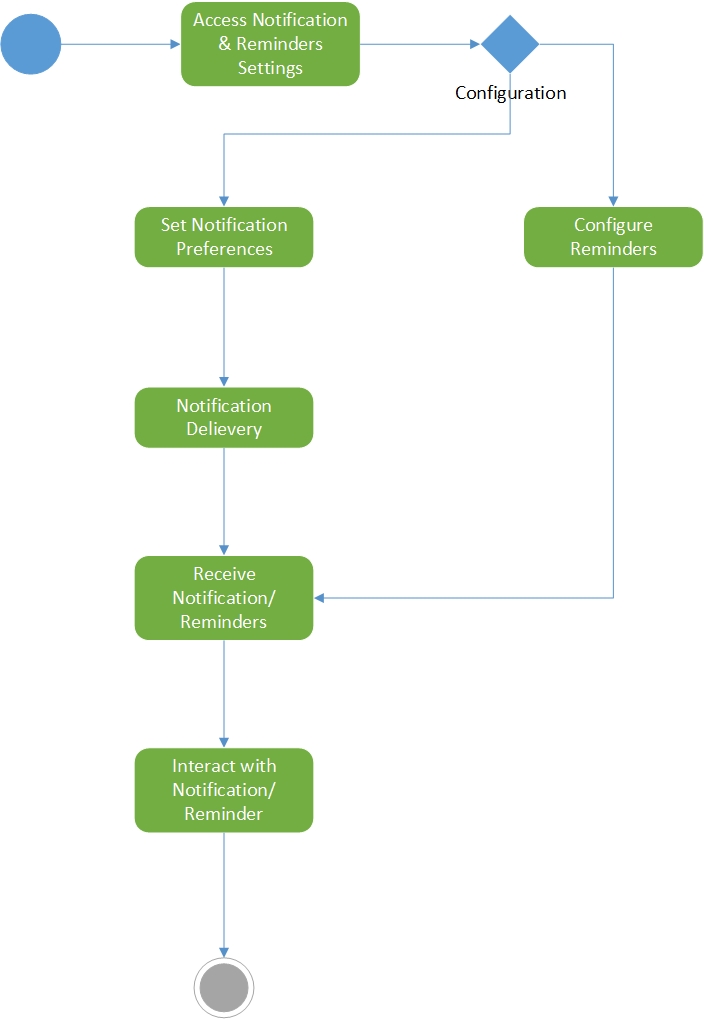 Access Notification
& Reminders
Settings
Configuration
Set Notification
Preferences
Configure
Reminders
Notification
Delievery
Receive
Notification/
Reminders
Interact with
Notification/
Reminder